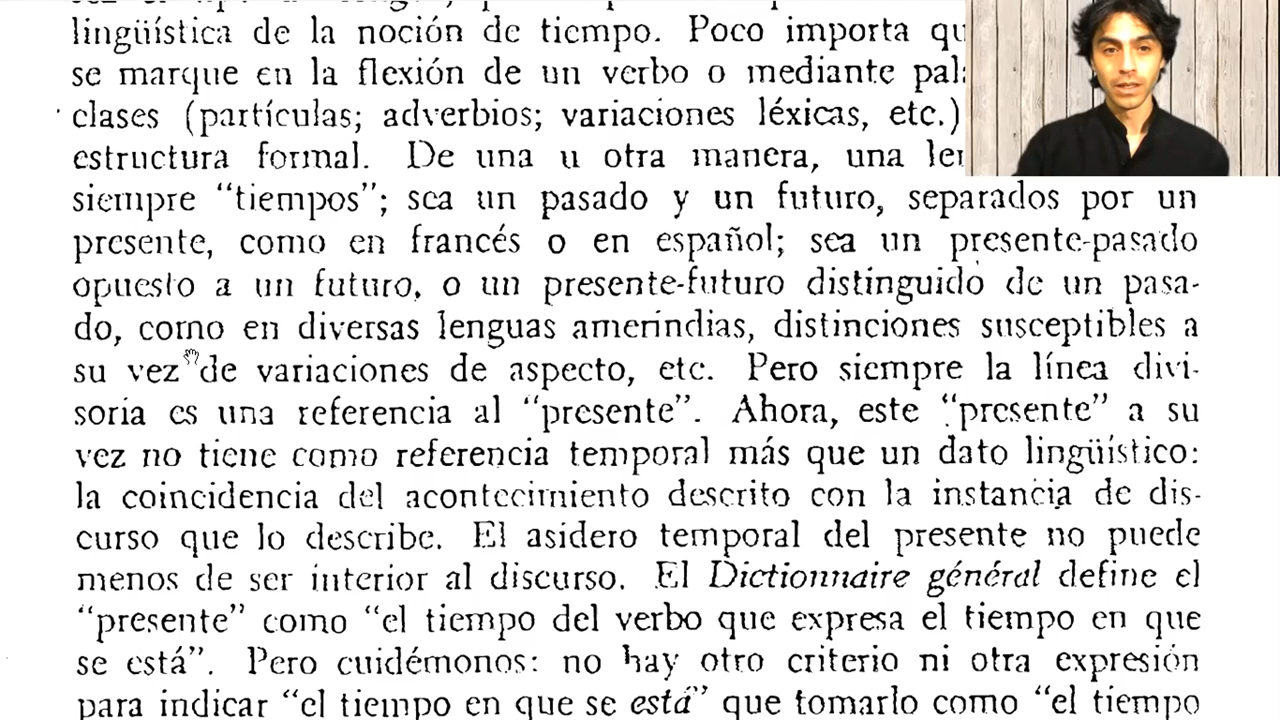 lingüística de la noción de tiempo. Poco importa qu
se marque en la flexión de un verbo o mediante pala
clases (partículas; adverbios; variaciones léxicas, etc.)
estructura formal. De una u otra manera, una len
siempre “tiempos”; sea un pasado y un futuro, separados por un
presente, como en francés o en español; sea un presente-pasado
opuesto a un futuro, o un presente-futuro distinguido de un pasa-
do, como en diversas lenguas amerindias, distinciones susceptibles a
su vez de variaciones de aspecto, etc. Pero siempre la línea divi-
soria es una referencia al “presente”. Ahora, este “presente” a su
vez no tiene como referencia temporal más que un dato lingüístico:
la coincidencia del acontecimiento descrito con la instancia de dis-
curso que lo describe. El asidero temporal del presente no puede
menos de ser interior al discurso. El Dictionnaire général define el
“presente” como “el tiempo del verbo que expresa el tiempo en que
se está”. Pero cuidémonos: no hay otro criterio ni otra expresión
para indicar “el tiempo en que se está” que tomarlo como “el tiempo